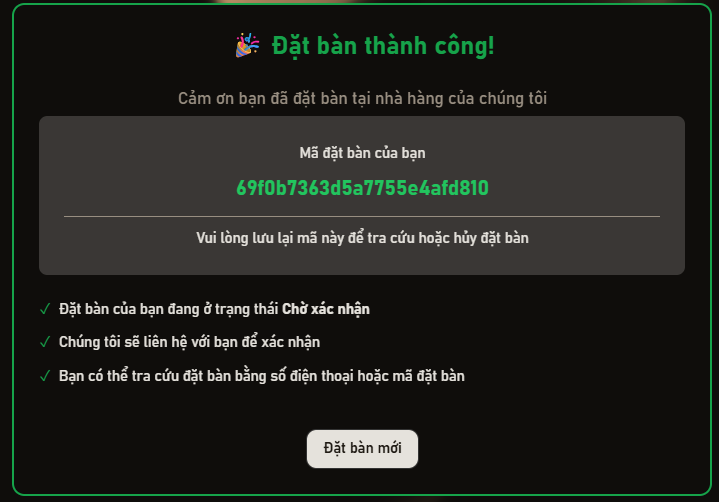 Đặt bàn thành công!
Cảm ơn bạn đã đặt bàn tại nhà hàng của chúng tôi
Mã đặt bàn của bạn
69f0b7363d5a7755e4afd810
Vui lòng lưu lại mã này để tra cứu hoặc hủy đặt bàn
✓ Đặt bàn của bạn đang ở trạng thái Chờ xác nhận
✓ Chúng tôi sẽ liên hệ với bạn để xác nhận
✓ Bạn có thể tra cứu đặt bàn bằng số điện thoại hoặc mã đặt bàn
Đặt bàn mới